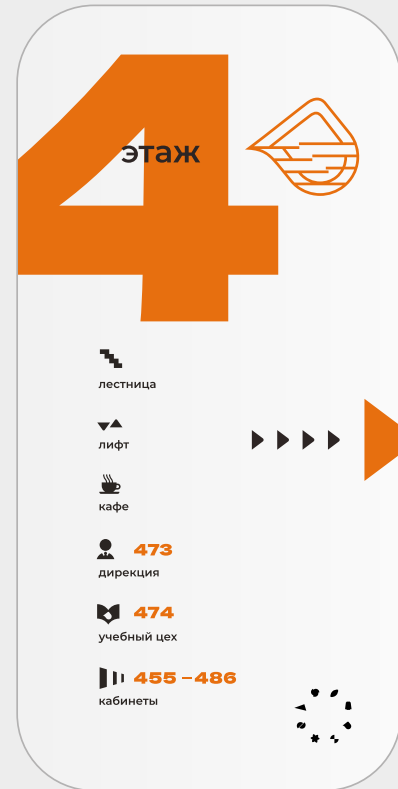 4
этаж
лестница
лифт
кафе
473
дирекция
474
учебный цех
455 – 486
кабинеты